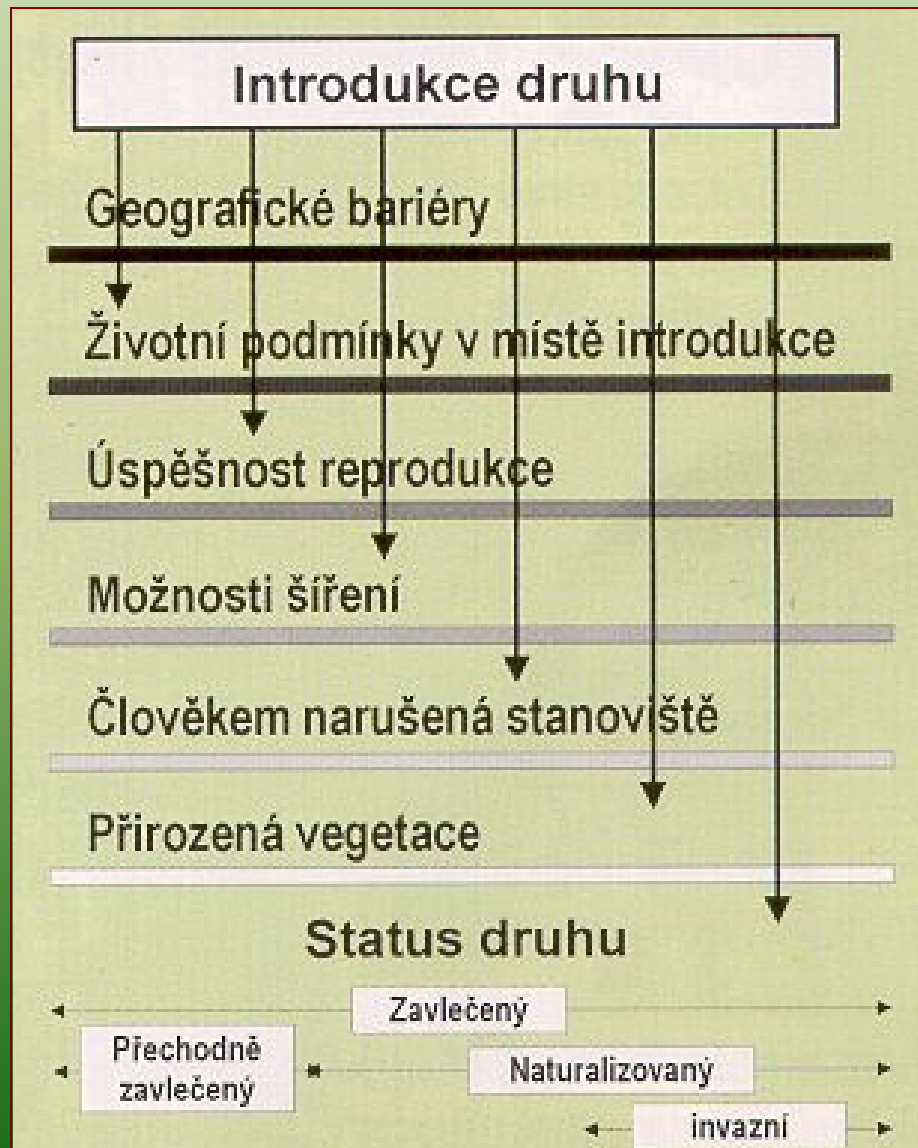 Introdukce druhu
Geografické bariéry
Životní podmínky v místě introdukce
Úspěšnost reprodukce
Možnosti šíření
Člověkem narušená stanoviště
Přirozená vegetace
Status druhu
Zavlečený
Přechodně
zavlečený
Naturalizovaný
invazní